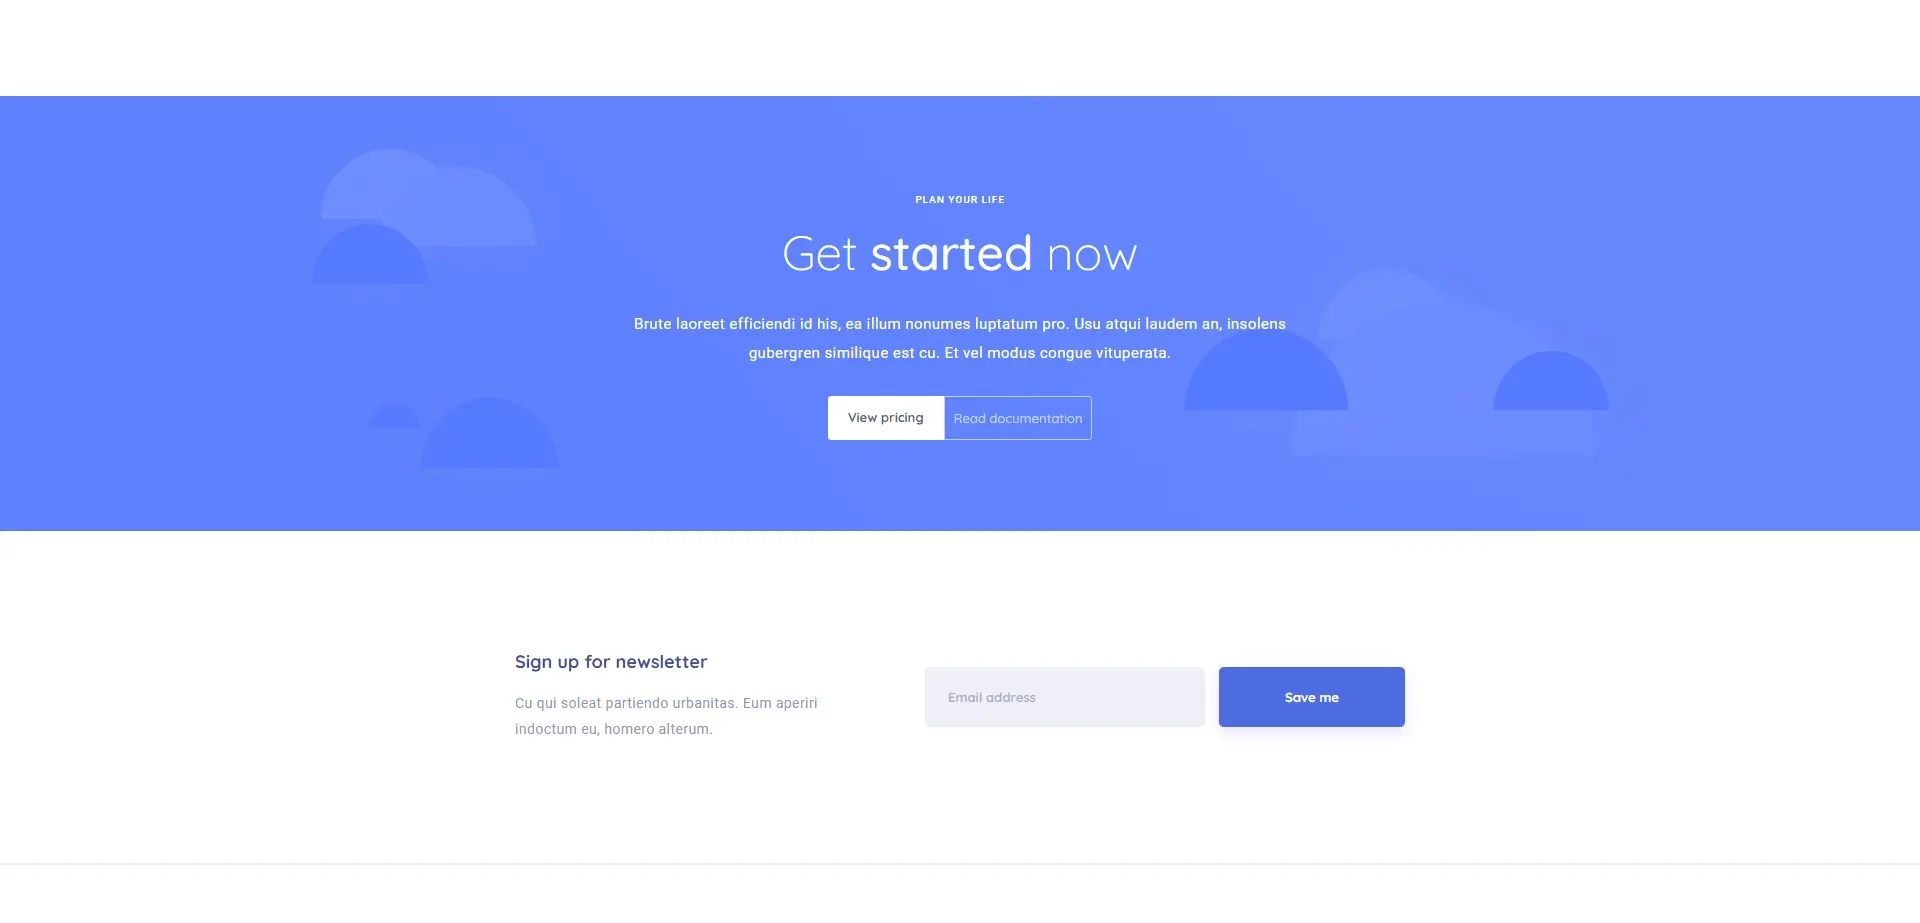 PLAN YOUR LIFE
Get started now
Brute laoreet efficiendi id his, ea illum nonumes luptatum pro. Usu atqui laudem an, insolens
gubergren similique est cu. Et vel modus congue vituperata.
View pricing
Read documentation
Sign up for newsletter
Cu qui soleat partiendo urbanitas. Eum aperiri
indoctum eu, homero alterum.
Email address
Save me